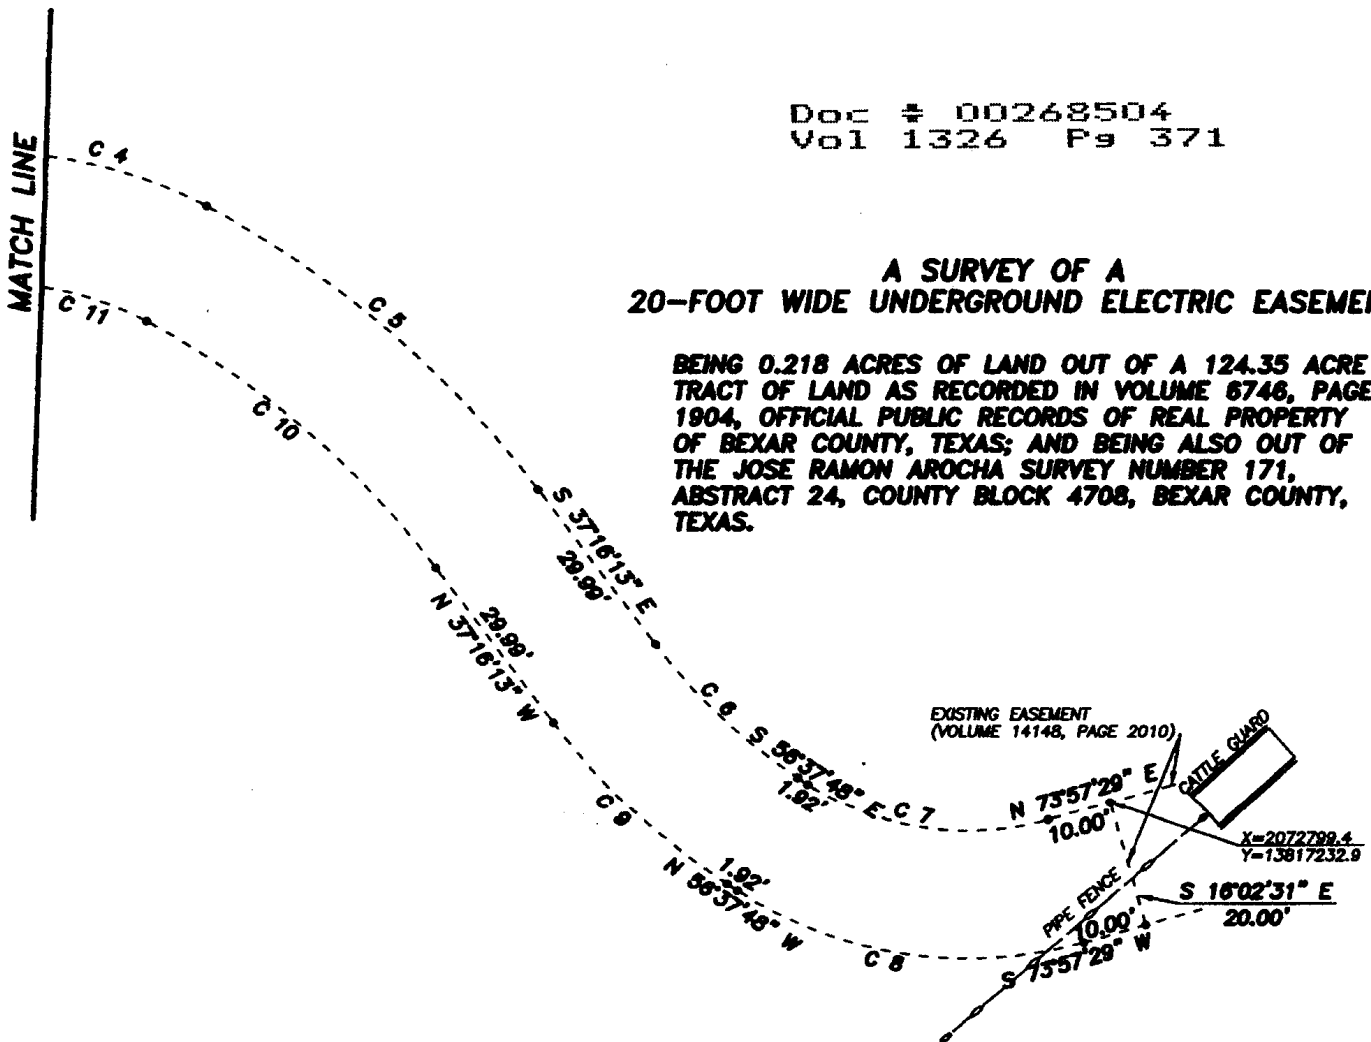 Doc # 00268504
Vol 1326 Pg 371
MATCH LINE
A SURVEY OF A
20-FOOT WIDE UNDERGROUND ELECTRIC EASEME
BEING 0.218 ACRES OF LAND OUT OF A 124.35 ACRE
TRACT OF LAND AS RECORDED IN VOLUME 6746, PAGE
1904, OFFICIAL PUBLIC RECORDS OF REAL PROPERTY
OF BEXAR COUNTY, TEXAS; AND BEING ALSO OUT OF
THE JOSE RAMON AROCHA SURVEY NUMBER 171,
ABSTRACT 24, COUNTY BLOCK 4708, BEXAR COUNTY,
TEXAS.
C 4
C 5
C 11
C 10
S 37°16'13" E
29.99'
29.99'
N 37°16'13" W
C 6
S 56°37'48" E
1.92'
C 7
C 9
1.92'
N 56°37'48" W
C 8
EXISTING EASEMENT
(VOLUME 14148, PAGE 2010)
CATTLE GUARD
N 73°57'29" E
10.00'
X=2072799.4
Y=13817232.9
PIPE FENCE
S 16°02'31" E
20.00'
10.00'
S 73°57'29" W